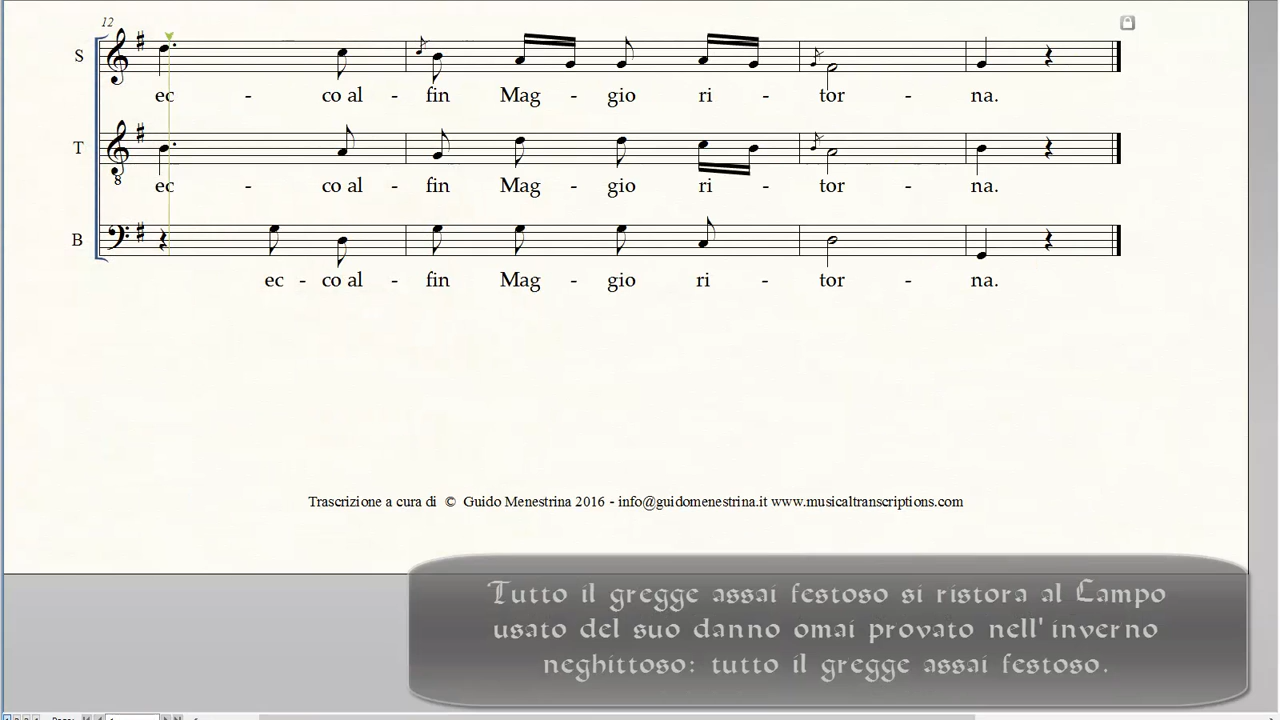 12
S
ec - co al - fin Mag - gio ri - tor - na.
T
8
ec - co al - fin Mag - gio ri - tor - na.
B
ec - co al - fin Mag - gio ri - tor - na.
Trascrizione a cura di © Guido Menestrina 2016 - info@guidomenestrina.it www.musicaltranscriptions.com
Tutto il gregge assai festoso si ristora al Campo
usato del suo danno omai provato nell' inverno
neghittoso: tutto il gregge assai festoso.